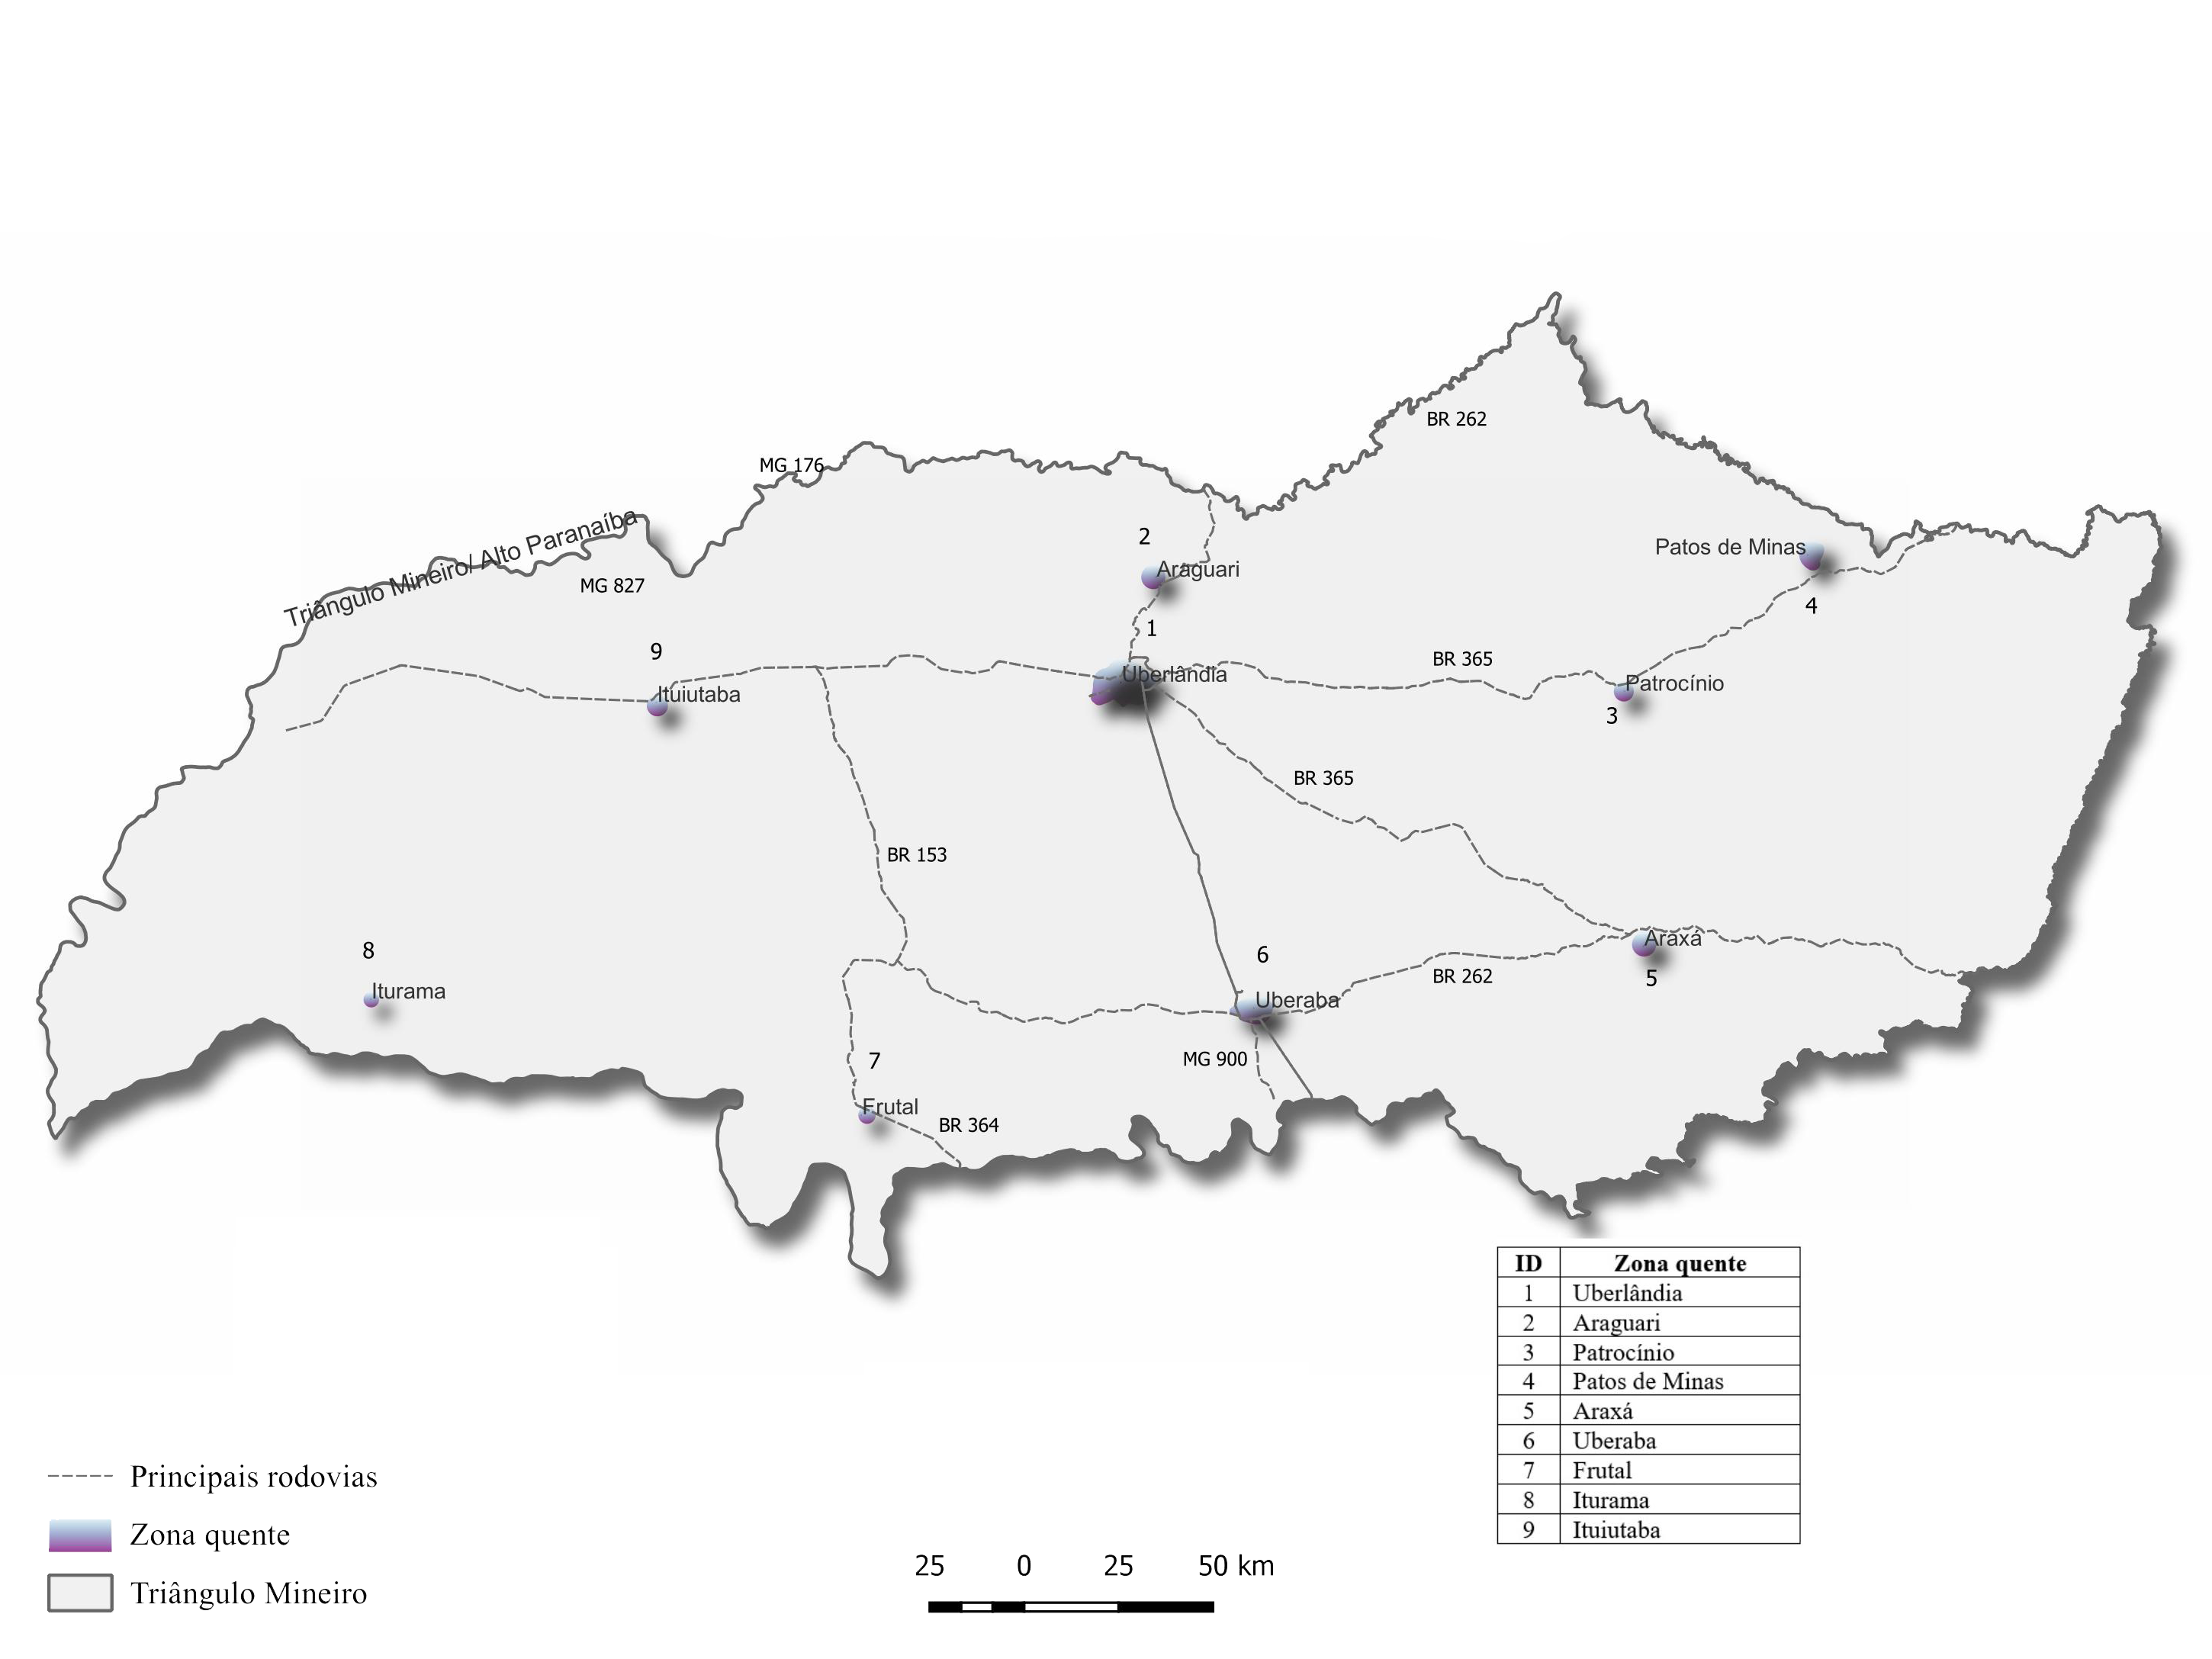 BR 262
MG 176
Triângulo Mineiro/ Alto Paranaíba
MG 827
2
Araguari
Patos de Minas
4
1
9
Uberlândia
BR 365
Ituiutaba
Patrocínio
3
BR 365
BR 153
8
6
Araxá
5
BR 262
Iturama
Uberaba
7
MG 900
Frutal
BR 364
ID Zona quente
1 Uberlândia
2 Araguari
3 Patrocínio
4 Patos de Minas
5 Araxá
6 Uberaba
7 Frutal
8 Iturama
9 Ituiutaba
Principais rodovias
Zona quente
Triângulo Mineiro
25 0 25 50 km